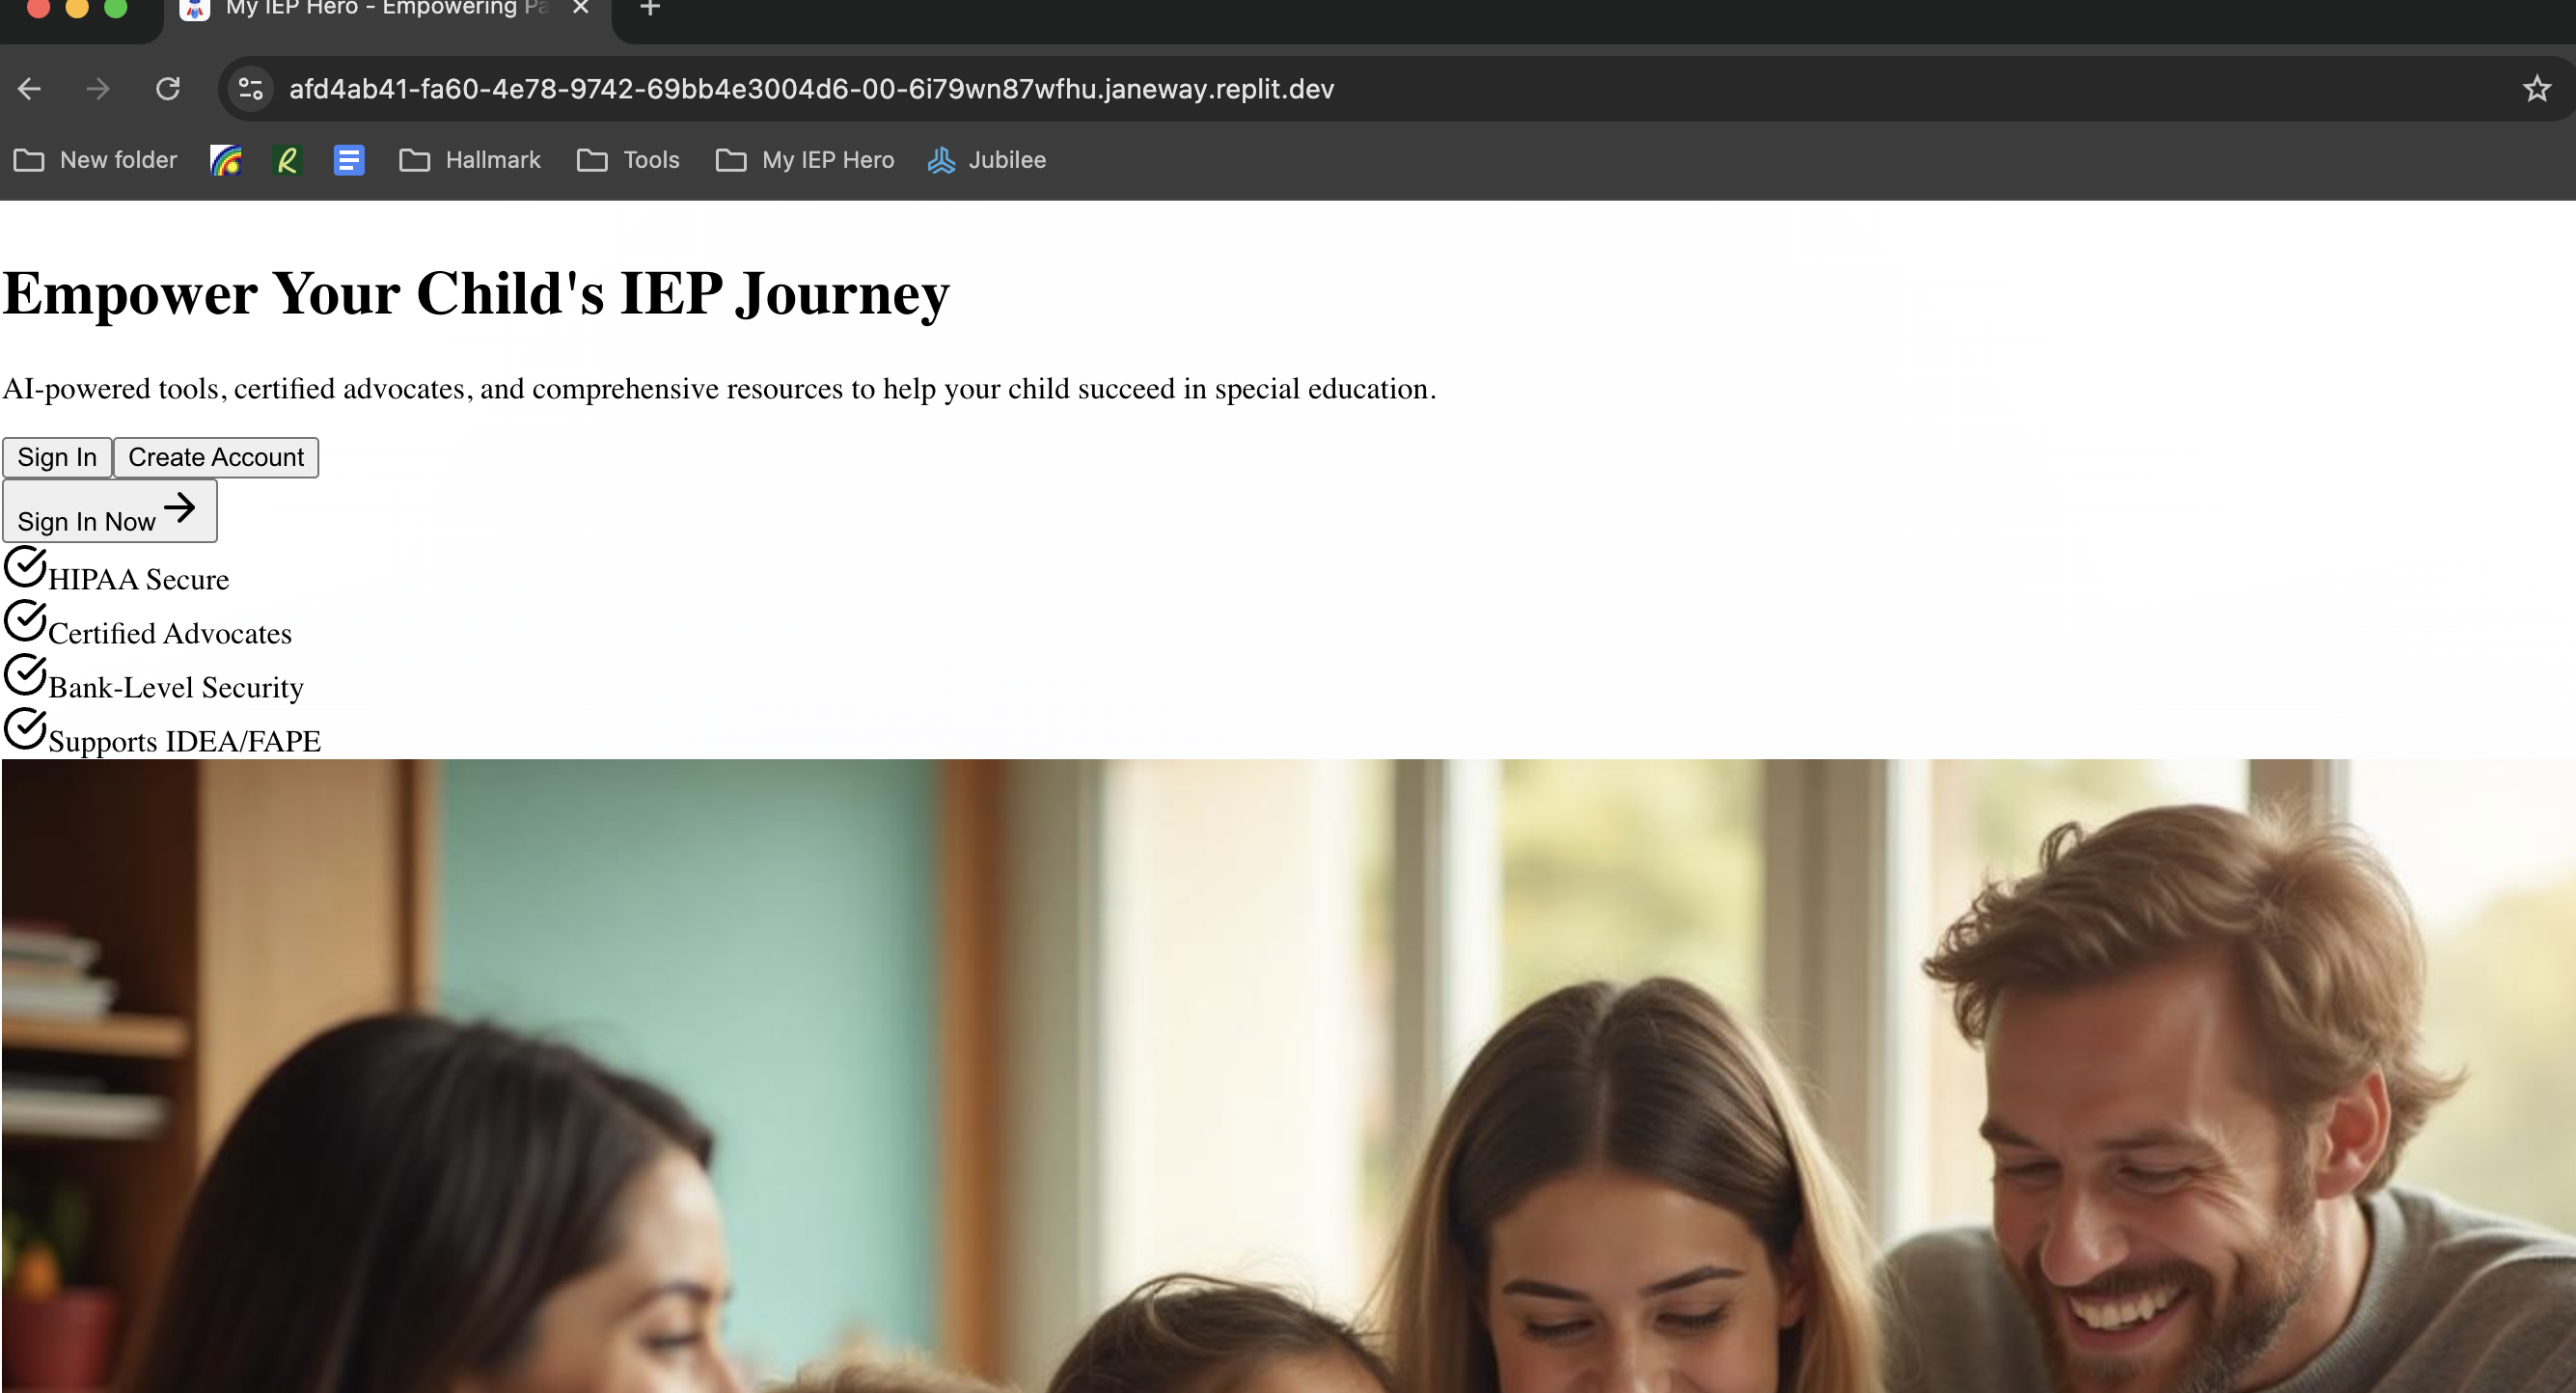 My IEP Hero - Empowering Pa
afd4ab41-fa60-4e78-9742-69bb4e3004d6-00-6i79wn87wfhu.janeway.replit.dev
New folder Hallmark Tools My IEP Hero Jubilee
Empower Your Child's IEP Journey
AI-powered tools, certified advocates, and comprehensive resources to help your child succeed in special education.
Sign In Create Account
Sign In Now
HIPAA Secure
Certified Advocates
Bank-Level Security
Supports IDEA/FAPE